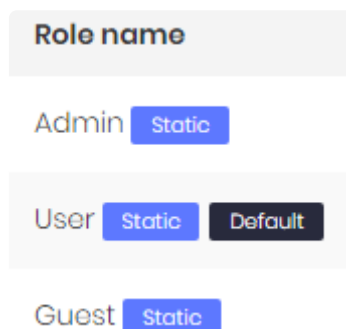 Role name
Admin Static
User Static Default
Guest Static